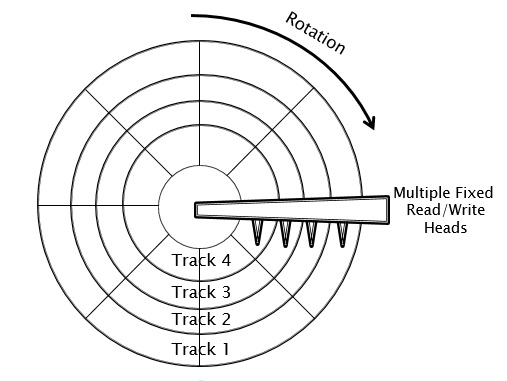 Rotation
Multiple Fixed
Read/Write
Heads
Track 4
Track 3
Track 2
Track 1